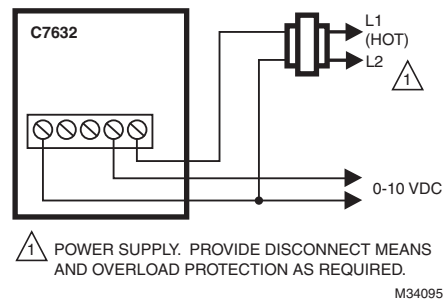 C7632
L1
(HOT)
L2
1
0-10 VDC
1 POWER SUPPLY. PROVIDE DISCONNECT MEANS
AND OVERLOAD PROTECTION AS REQUIRED.
M34095